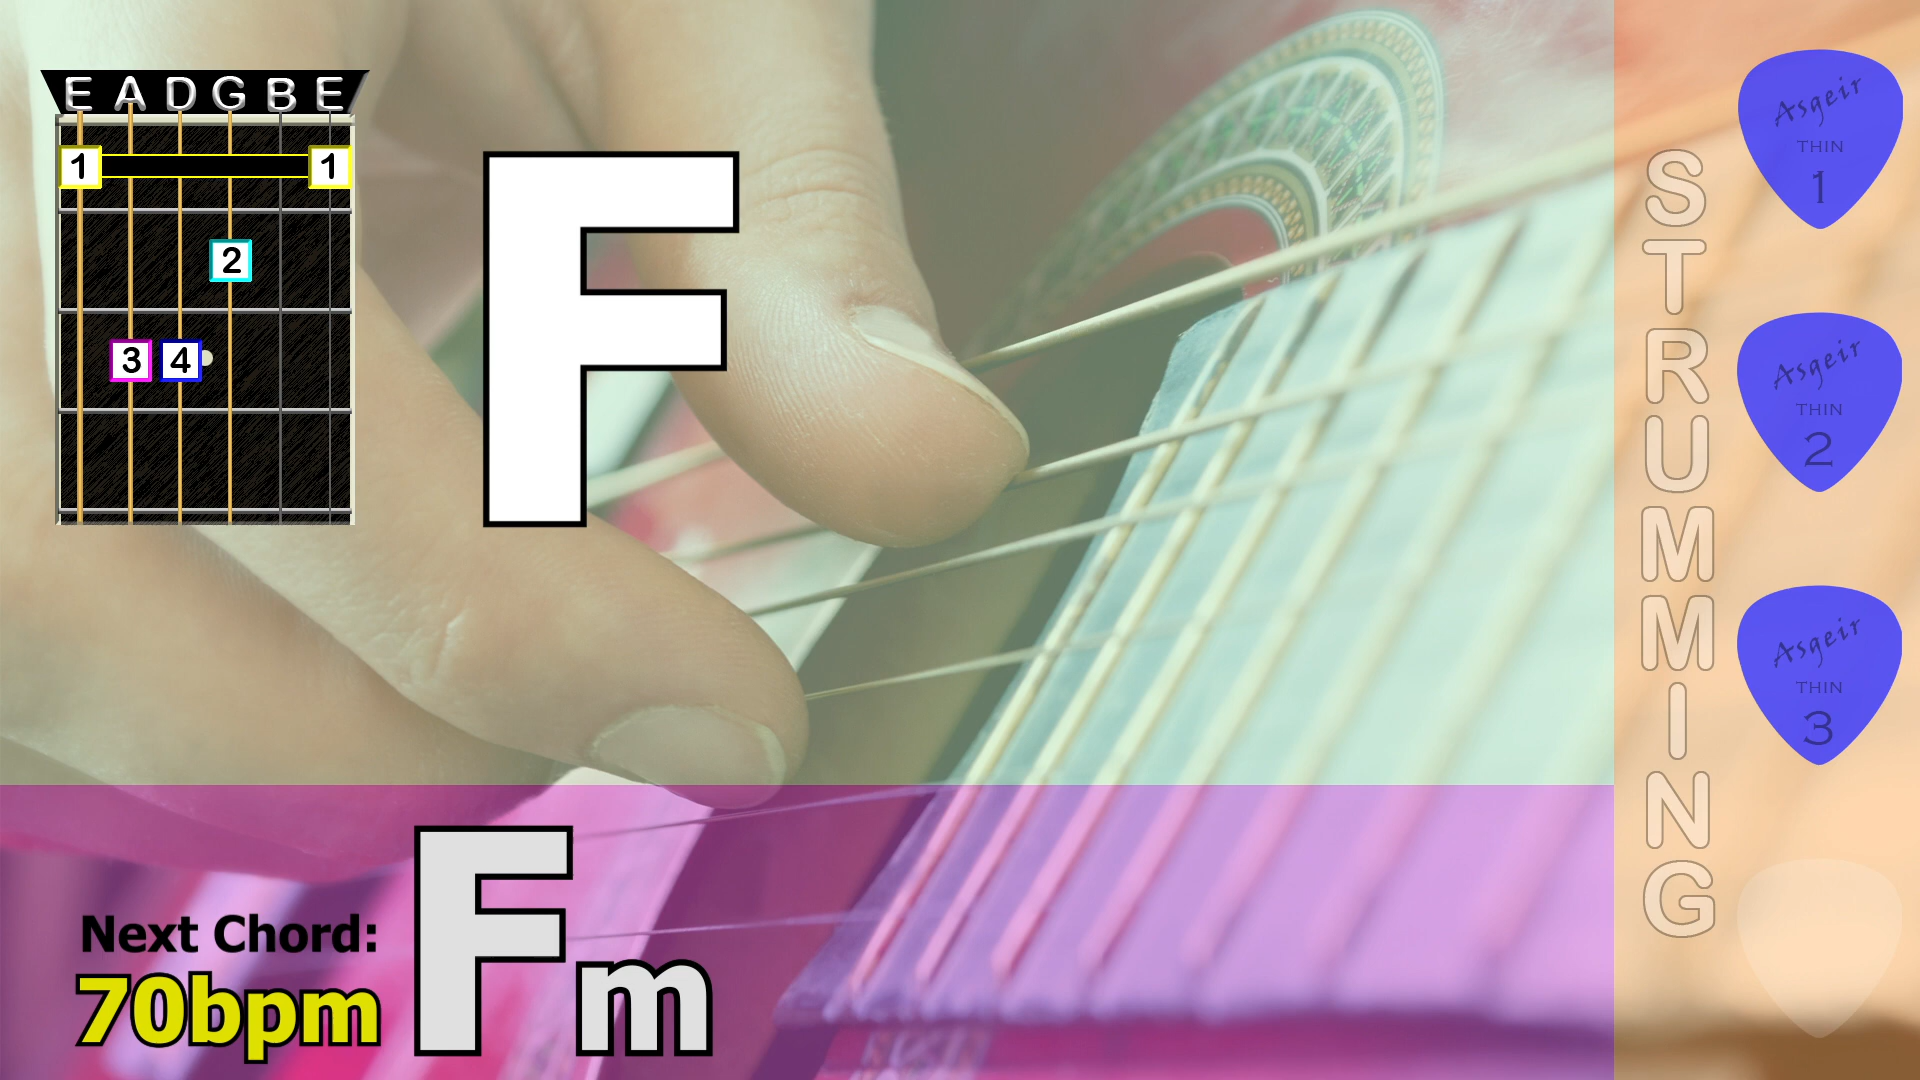 E A D G B E
1 1
2
3 4
F
Next Chord:
70bpm
Fm
STRUMMING
Asgeir
THIN
1
Asgeir
THIN
2
Asgeir
THIN
3